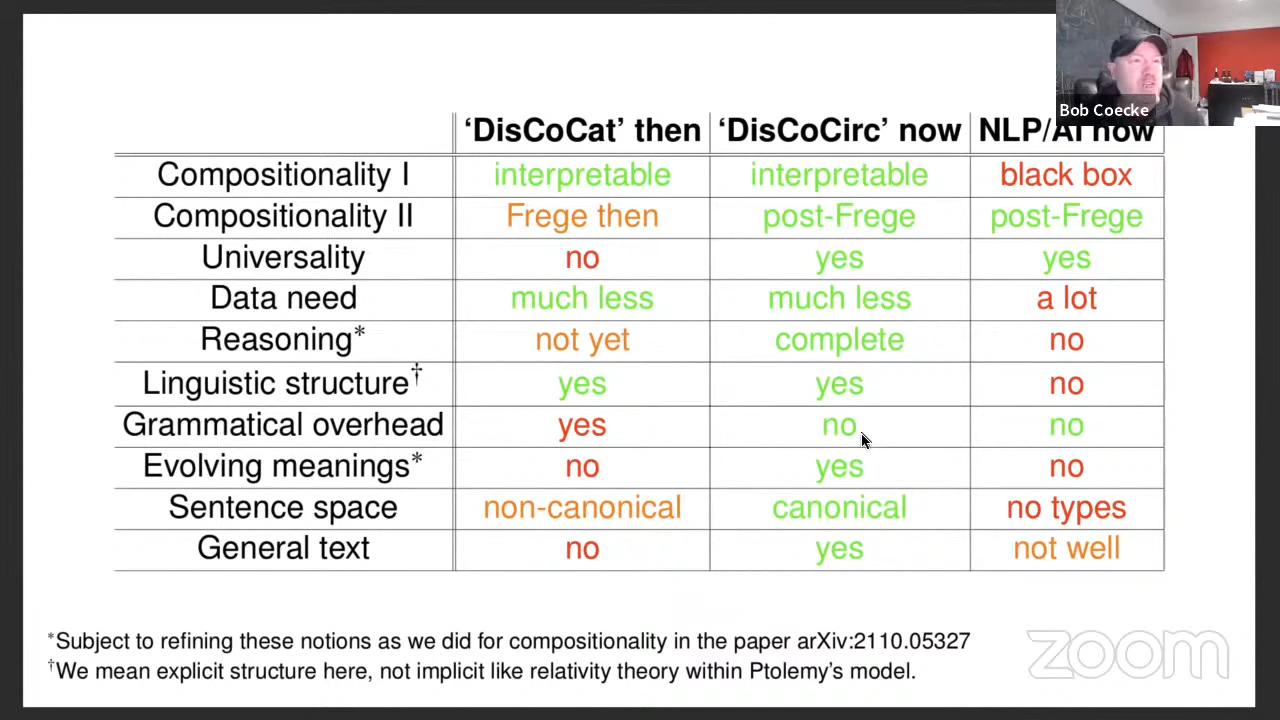 Bob Coecke
'DisCoCat' then 'DisCoCirc' now NLP/AI now
Compositionality I interpretable interpretable black box
Compositionality II Frege then post-Frege post-Frege
Universality no yes yes
Data need much less much less a lot
Reasoning* not yet complete no
Linguistic structure† yes yes no
Grammatical overhead yes no no
Evolving meanings* no yes no
Sentence space non-canonical canonical no types
General text no yes not well
*Subject to refining these notions as we did for compositionality in the paper arXiv:2110.05327
†We mean explicit structure here, not implicit like relativity theory within Ptolemy's model.
zoom